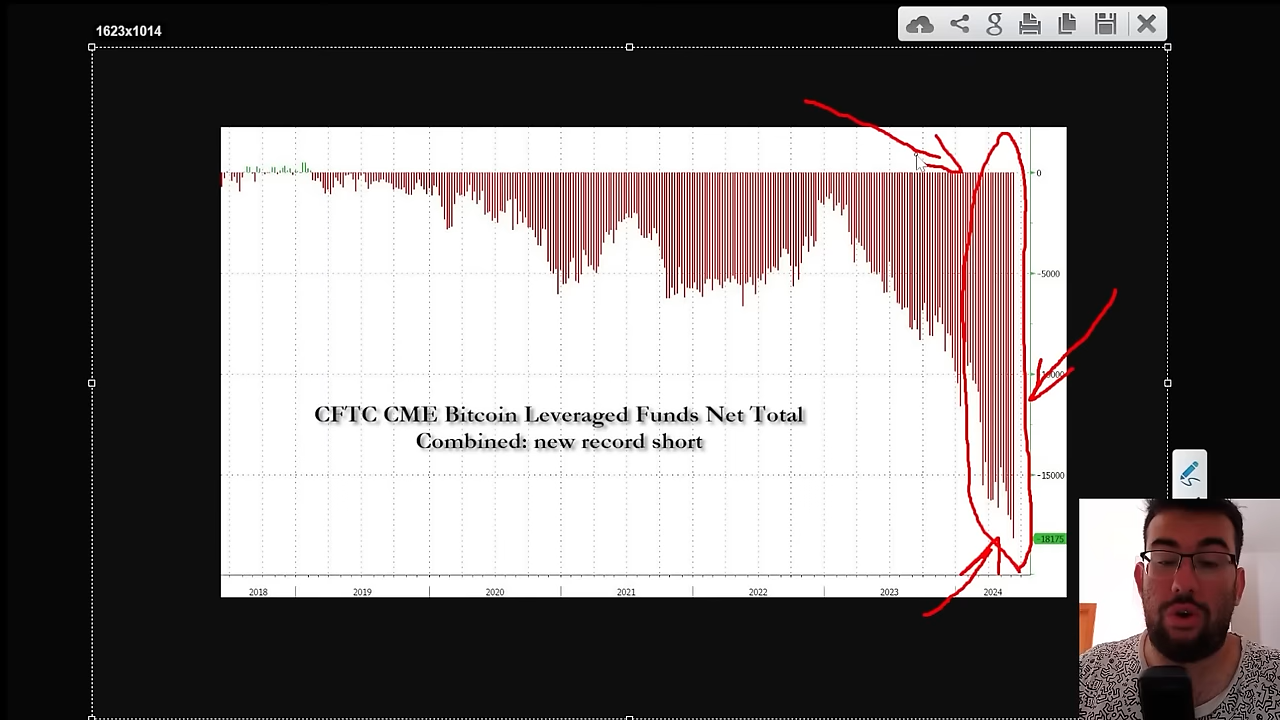 1623x1014
0
-5000
-15000
-18175
CFTC CME Bitcoin Leveraged Funds Net Total
Combined: new record short
2018 2019 2020 2021 2022 2023 2024